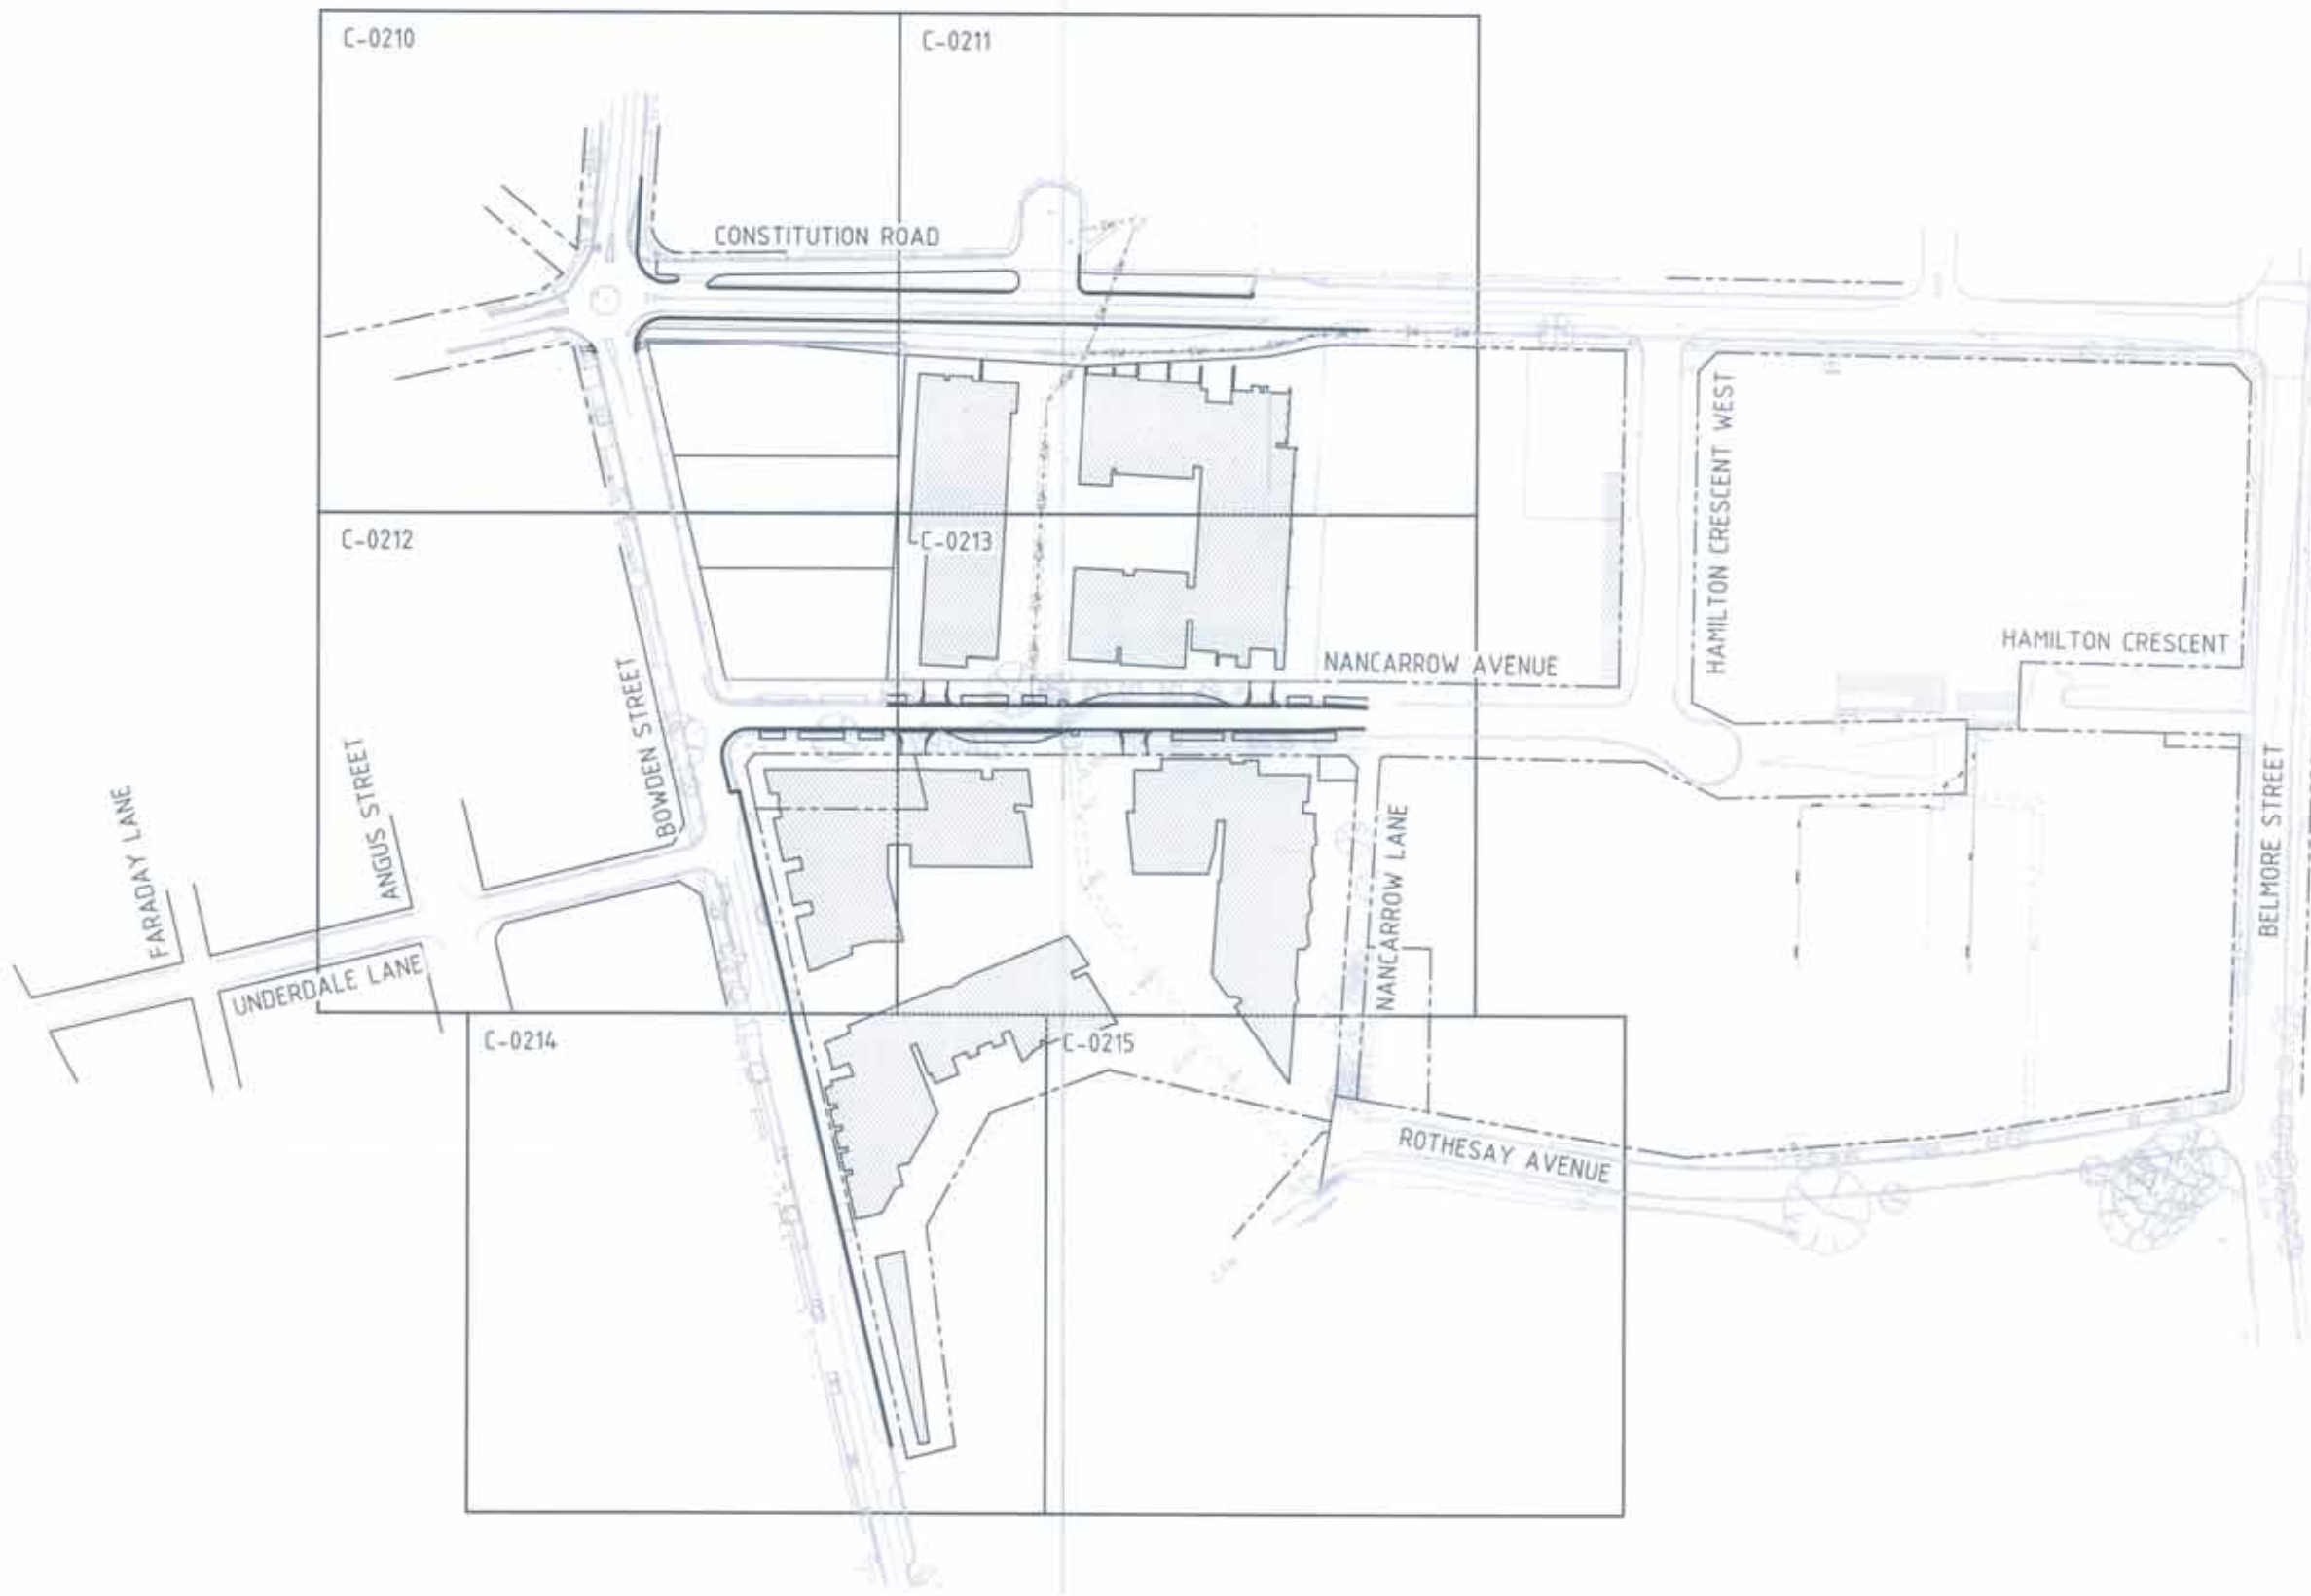 C-0210
C-0211
CONSTITUTION ROAD
HAMILTON CRESCENT WEST
C-0212
C-0213
NANCARROW AVENUE
HAMILTON CRESCENT
BOWDEN STREET
ANGUS STREET
FARADAY LANE
BELMORE STREET
NANCARROW LANE
UNDERDALE LANE
C-0214
C-0215
ROTHESAY AVENUE